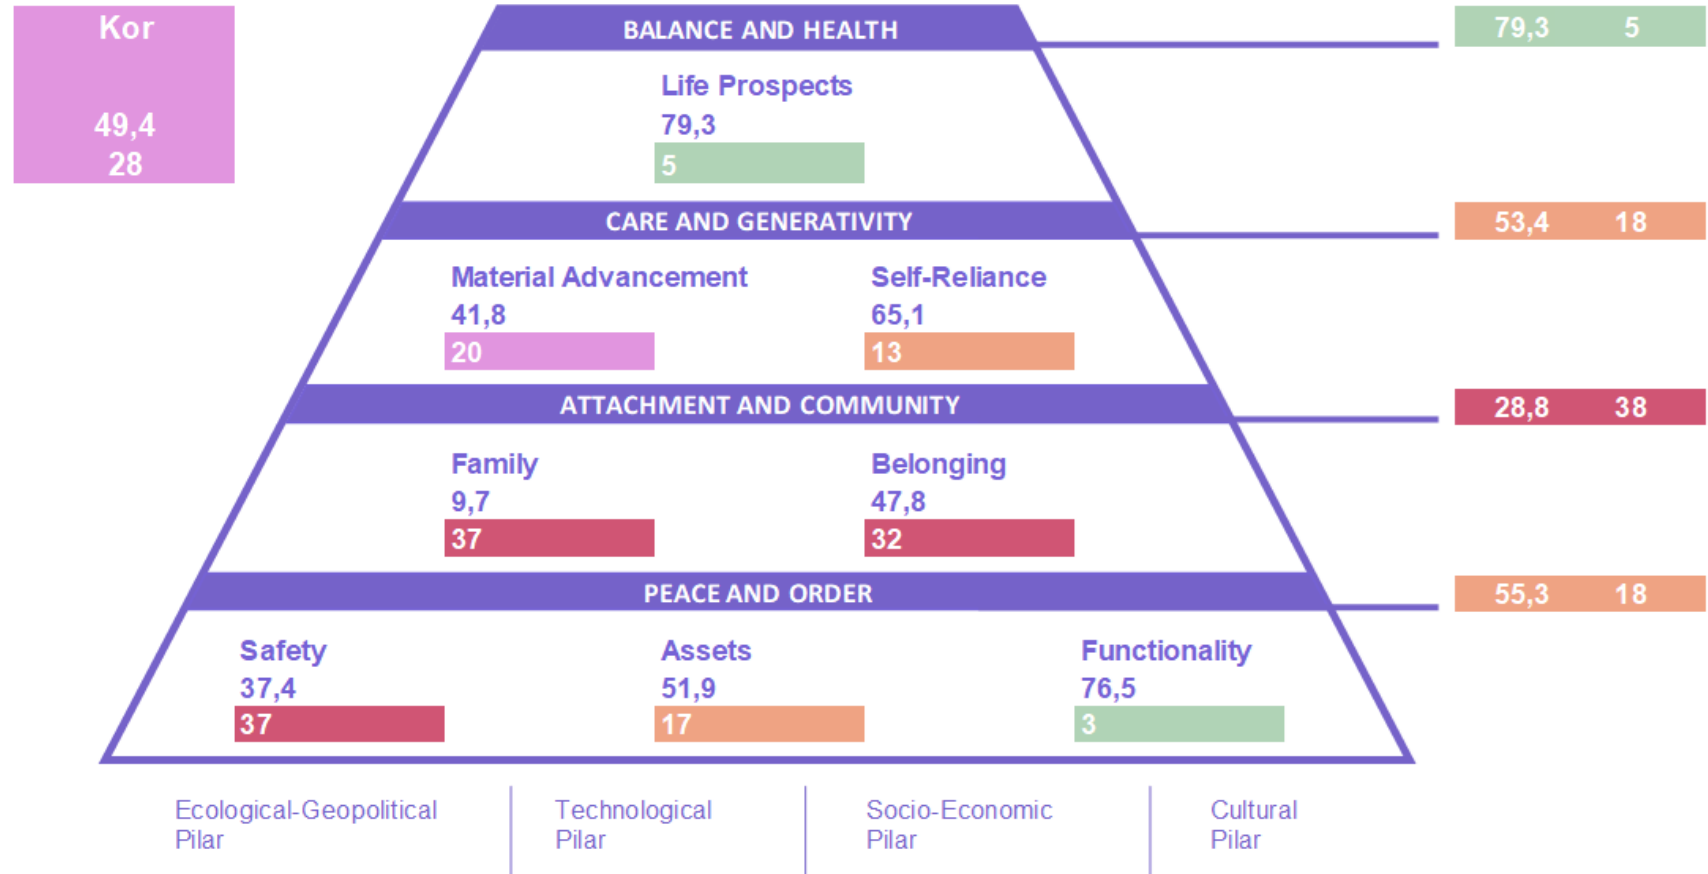 Kor
49,4
28
BALANCE AND HEALTH
79,3 5
Life Prospects
79,3
5
CARE AND GENERATIVITY
53,4 18
Material Advancement
41,8
20
Self-Reliance
65,1
13
ATTACHMENT AND COMMUNITY
28,8 38
Family
9,7
37
Belonging
47,8
32
PEACE AND ORDER
55,3 18
Safety
37,4
37
Assets
51,9
17
Functionality
76,5
3
Ecological-Geopolitical
Pilar
Technological
Pilar
Socio-Economic
Pilar
Cultural
Pilar